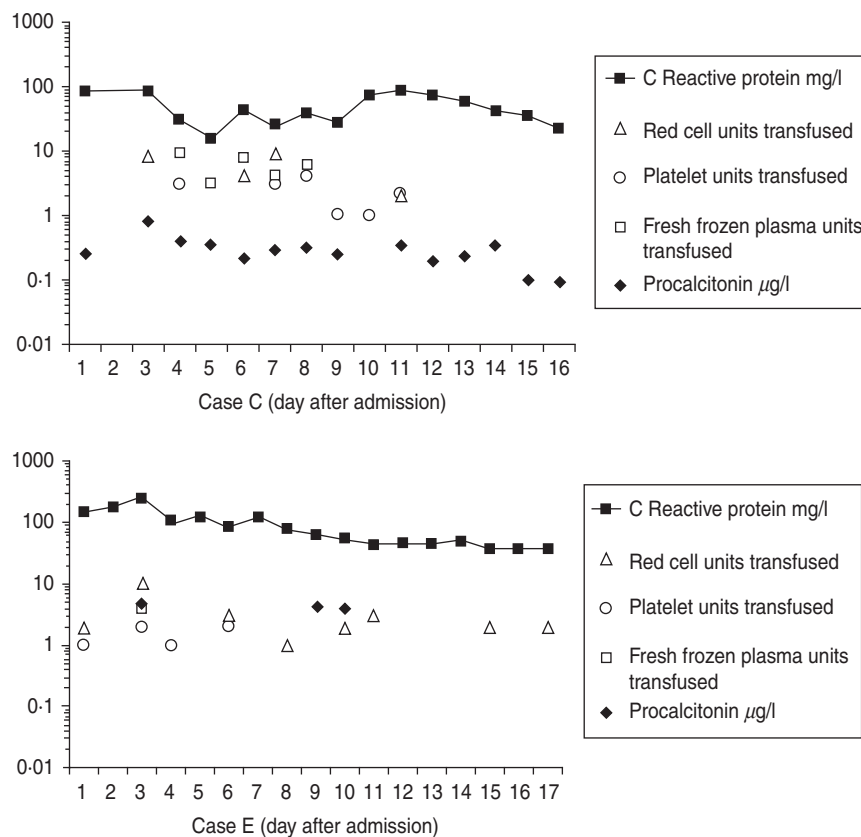 1000
100
10
1
0·1
0·01
1 2 3 4 5 6 7 8 9 10 11 12 13 14 15 16
Case C (day after admission)
C Reactive protein mg/l
Red cell units transfused
Platelet units transfused
Fresh frozen plasma units
transfused
Procalcitonin µg/l
1000
100
10
1
0·1
0·01
1 2 3 4 5 6 7 8 9 10 11 12 13 14 15 16 17
Case E (day after admission)
C Reactive protein mg/l
Red cell units transfused
Platelet units transfused
Fresh frozen plasma units
transfused
Procalcitonin µg/l